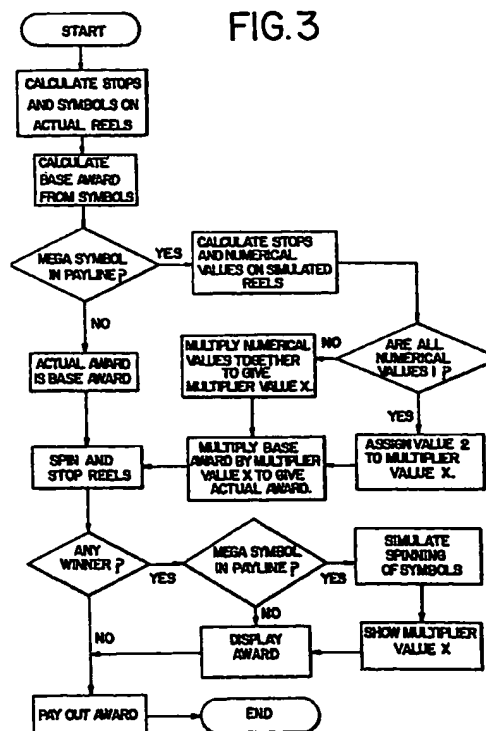 FIG.3
START
CALCULATE STOPS
AND SYMBOLS ON
ACTUAL REELS
CALCULATE
BASE AWARD
FROM SYMBOLS
MEGA SYMBOL
IN PAYLINE?
YES
CALCULATE STOPS
AND NUMERICAL
VALUES ON SIMULATED
REELS
NO
ARE ALL
NUMERICAL
VALUES 1 ?
NO
MULTIPLY NUMERICAL
VALUES TOGETHER
TO GIVE
MULTIPLIER VALUE X.
ACTUAL AWARD
IS BASE AWARD
YES
ASSIGN VALUE 2
TO MULTIPLIER
VALUE X.
MULTIPLY BASE
AWARD BY MULTIPLIER
VALUE X TO GIVE
ACTUAL AWARD.
SPIN AND
STOP REELS
ANY
WINNER?
YES
MEGA SYMBOL
IN PAYLINE?
YES
SIMULATE
SPINNING
OF SYMBOLS
NO
NO
DISPLAY
AWARD
SHOW MULTIPLIER
VALUE X
PAY OUT AWARD
END